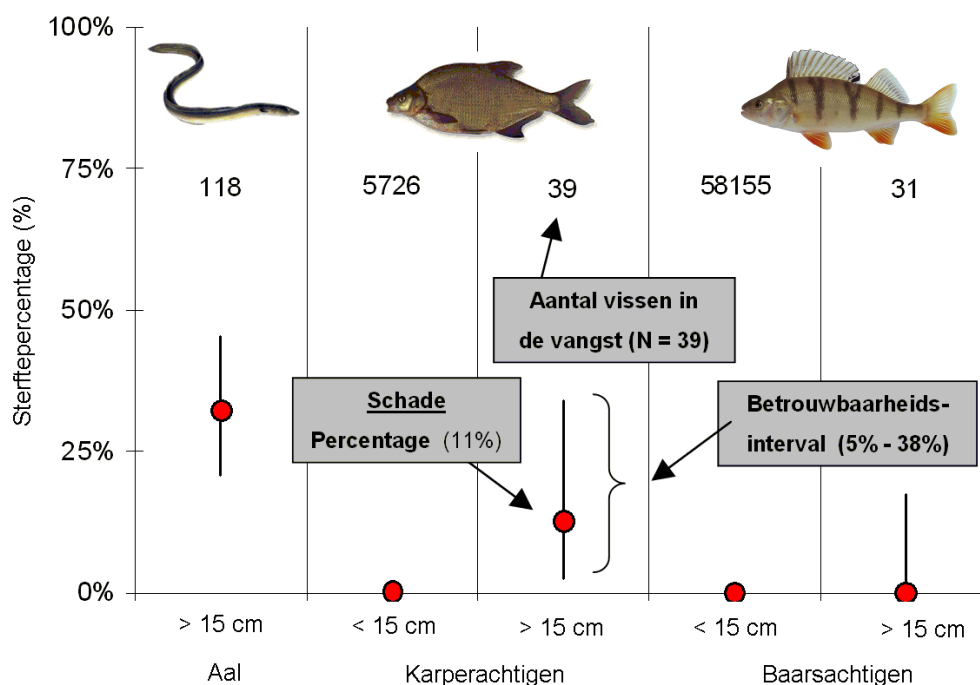 100%
75%
50%
25%
0%
Sterftepercentage (%)
118
5726
39
58155
31
Aantal vissen in
de vangst (N = 39)
Schade
Percentage (11%)
Betrouwbaarheids-
interval (5% - 38%)
> 15 cm
< 15 cm
> 15 cm
< 15 cm
> 15 cm
Aal
Karperachtigen
Baarsachtigen